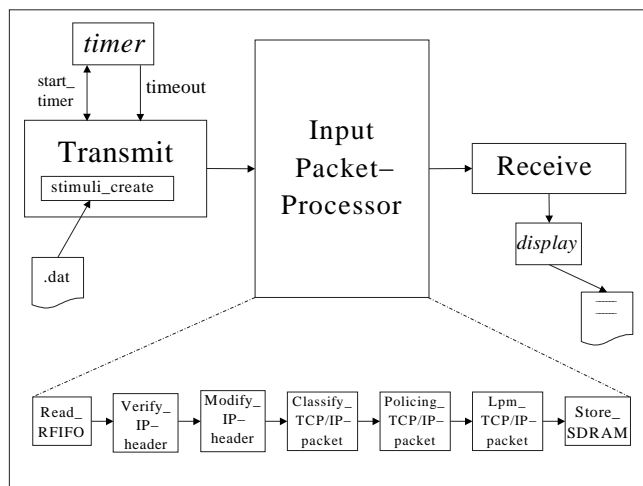 timer
start_
timer
timeout
Transmit
stimuli_create
.dat
Input
Packet–
Processor
Receive
display
Read_
RFIFO
Verify_
IP–
header
Modify_
IP–
header
Classify_
TCP/IP–
packet
Policing_
TCP/IP–
packet
Lpm_
TCP/IP–
packet
Store_
SDRAM